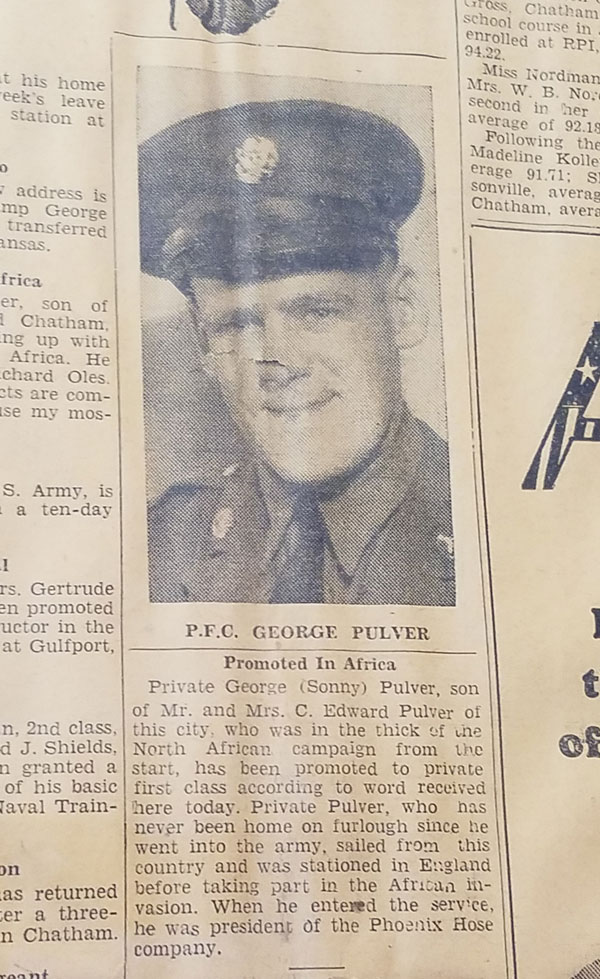 at his home
week's leave
station at
address is
mp George
transferred
ansas.
frica
er, son of
Chatham,
ng up with
Africa. He
chard Oles.
cts are com-
use my mos-
S. Army, is
a ten-day
rs. Gertrude
en promoted
uctor in the
at Gulfport,
n, 2nd class,
d J. Shields,
n granted a
of his basic
Naval Train-
on
has returned
ter a three-
n Chatham.
P.F.C. GEORGE PULVER
Promoted In Africa
Private George (Sonny) Pulver, son
of Mr. and Mrs. C. Edward Pulver of
this city, who was in the thick of the
North African campaign from the
start, has been promoted to private
first class according to word received
here today. Private Pulver, who has
never been home on furlough since he
went into the army, sailed from this
country and was stationed in England
before taking part in the African in-
vasion. When he entered the service,
he was president of the Phoenix Hose
company.
Gross, Chatham
school course in
enrolled at RPI,
94.22.
Miss Nordman
Mrs. W. B. No
second in her
average of 92.18
Following the
Madeline Kolle
erage 91.71; S
sonville, averag
Chatham, avera
A
t
of